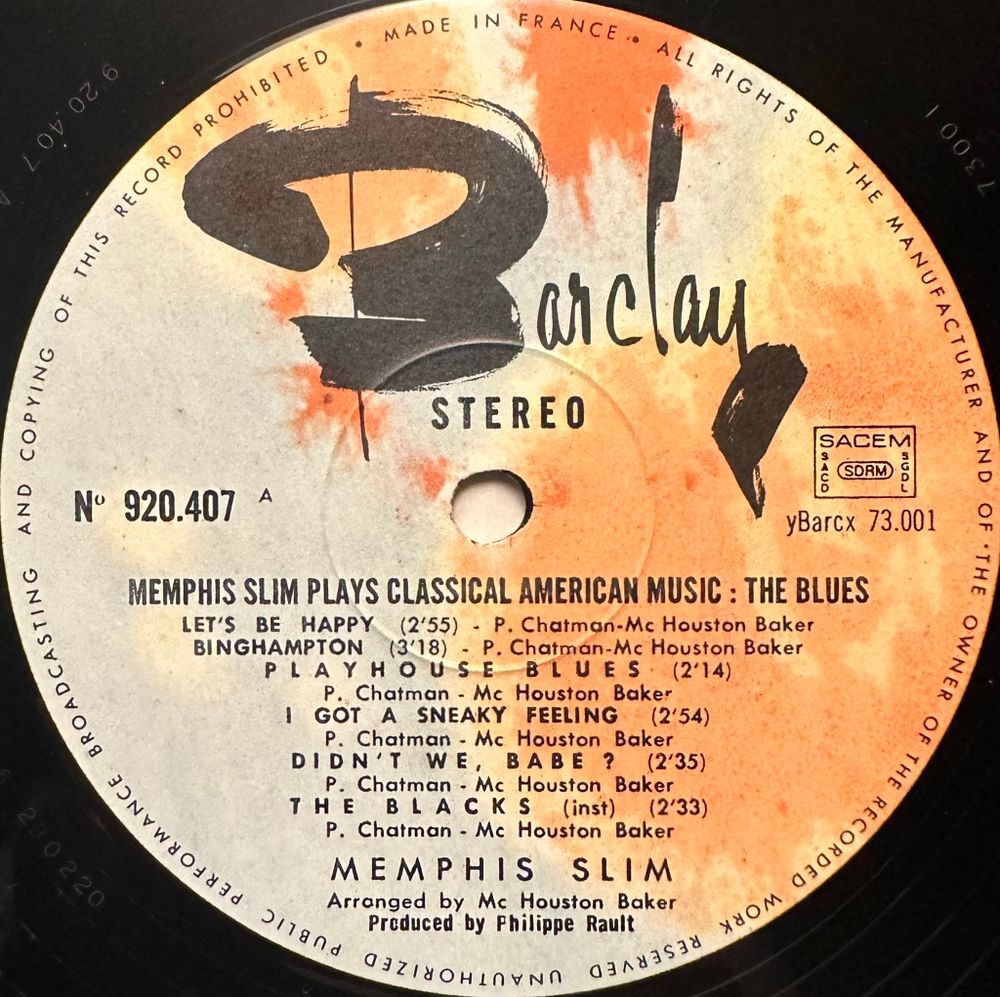 MADE IN FRANCE • ALL RIGHTS OF THE MANUFACTURER AND OF THE OWNER OF THE RECORDED WORK RESERVED UNAUTHORIZED PUBLIC PERFORMANCE BROADCASTING AND COPYING OF THIS RECORD PROHIBITED •
Barclay
STEREO
SACEM
SACD SDRM SGDL
Nº 920.407 A
yBarcx 73.001
MEMPHIS SLIM PLAYS CLASSICAL AMERICAN MUSIC : THE BLUES
LET'S BE HAPPY (2'55) - P. Chatman-Mc Houston Baker
BINGHAMPTON (3'18) - P. Chatman-Mc Houston Baker
PLAYHOUSE BLUES (2'14)
P. Chatman - Mc Houston Baker
I GOT A SNEAKY FEELING (2'54)
P. Chatman - Mc Houston Baker
DIDN'T WE, BABE ? (2'35)
P. Chatman - Mc Houston Baker
THE BLACKS (inst) (2'33)
P. Chatman - Mc Houston Baker
MEMPHIS SLIM
Arranged by Mc Houston Baker
Produced by Philippe Rault
920.407 A